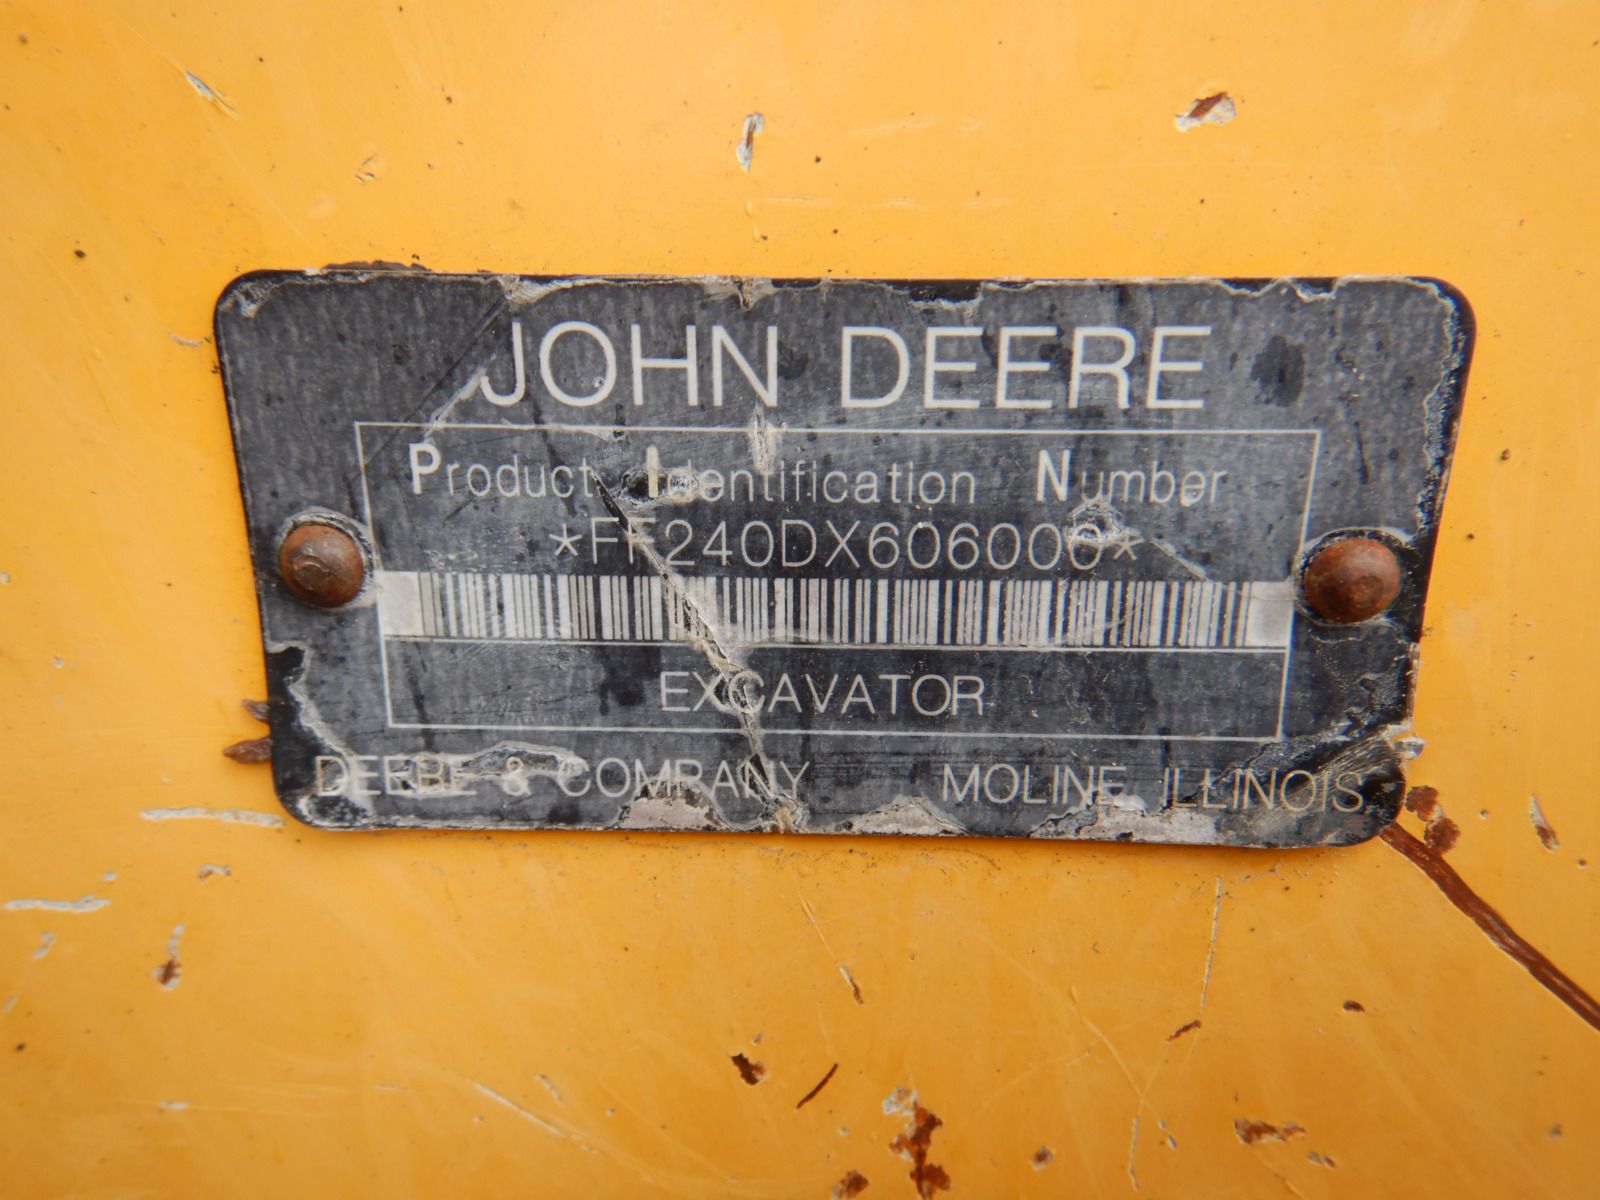 JOHN DEERE
Product Identification Number
*FF240DX606000*
EXCAVATOR
DEERE & COMPANY MOLINE, ILLINOIS